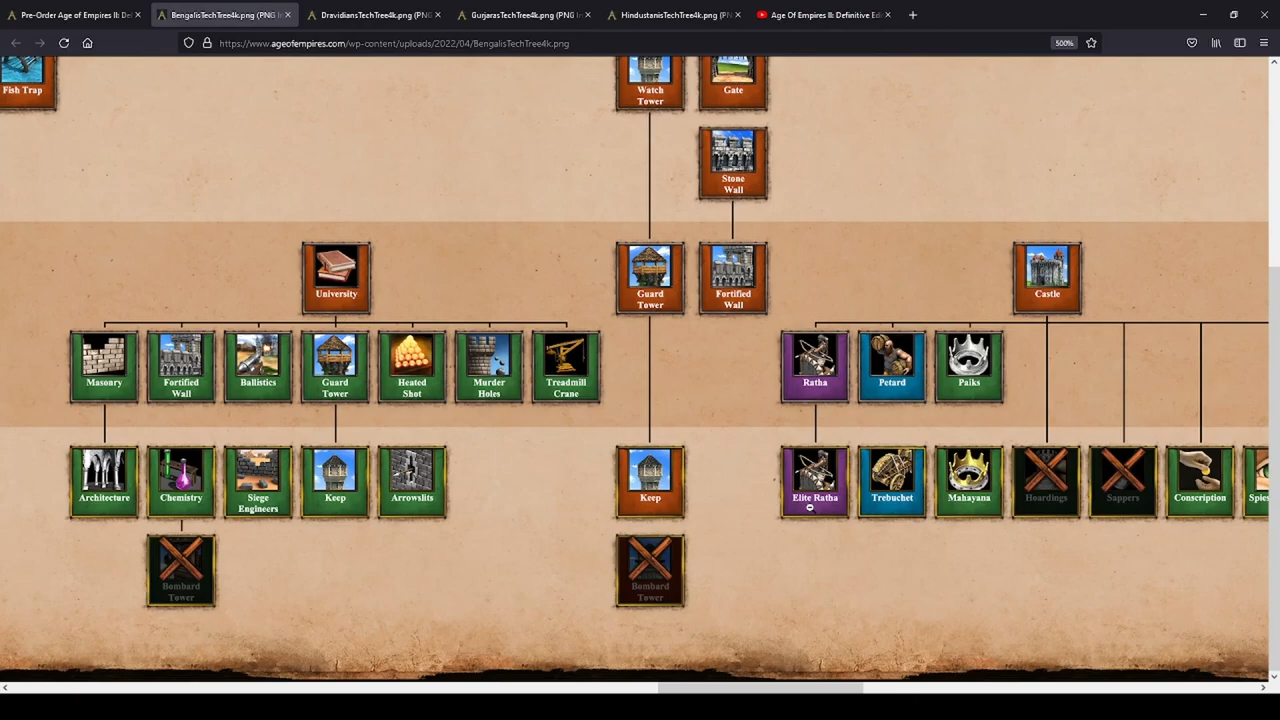 Pre-Order Age of Empires II: Def
BengalisTechTree4k.png (PNG I
DravidiansTechTree4k.png (PNG I
GurjarasTechTree4k.png (PNG In
HindustanisTechTree4k.png (PN
Age Of Empires II: Definitive Edi
https://www.ageofempires.com/wp-content/uploads/2022/04/BengalisTechTree4k.png
500%
Fish Trap
Watch
Tower
Gate
Stone
Wall
University
Guard
Tower
Fortified
Wall
Castle
Masonry
Fortified
Wall
Ballistics
Guard
Tower
Heated
Shot
Murder
Holes
Treadmill
Crane
Ratha
Petard
Paiks
Architecture
Chemistry
Siege
Engineers
Keep
Arrowslits
Keep
Elite Ratha
Trebuchet
Mahayana
Hoardings
Sappers
Conscription
Spies
Bombard
Tower
Bombard
Tower